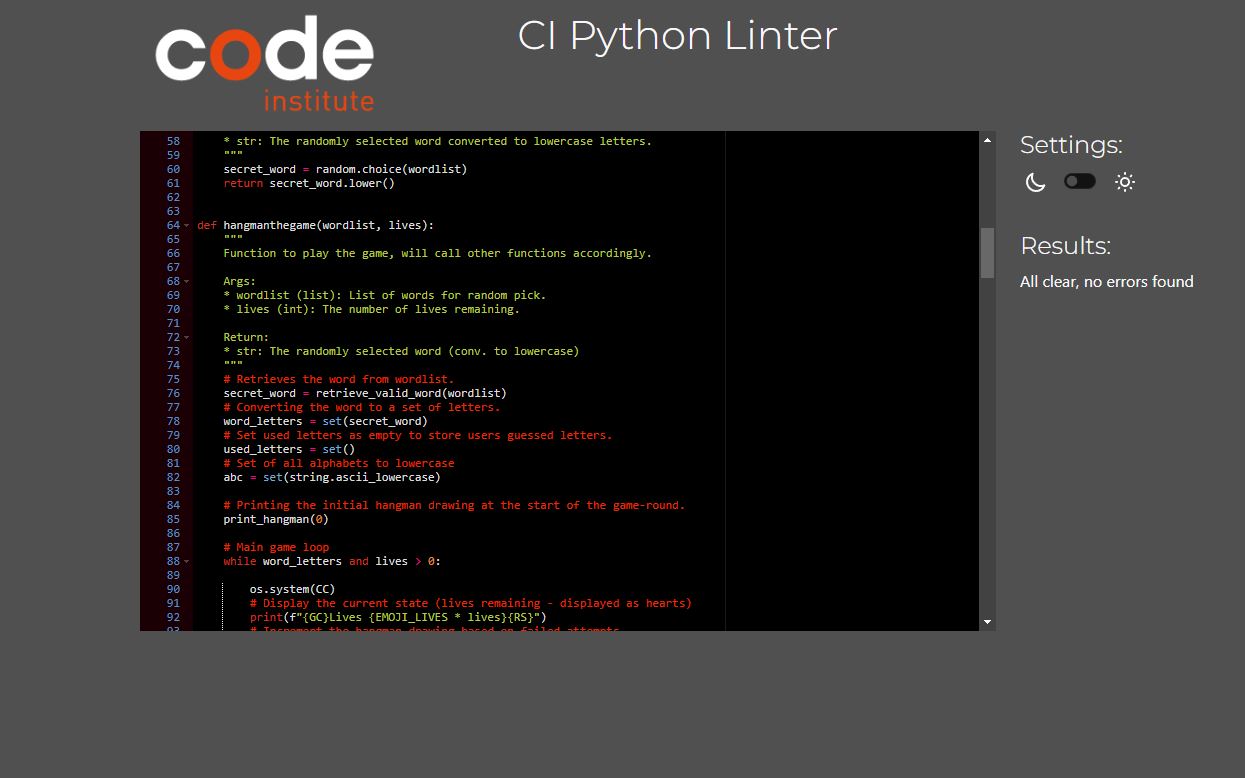 code
institute
CI Python Linter
58 * str: The randomly selected word converted to lowercase letters.
59 """
60 secret_word = random.choice(wordlist)
61 return secret_word.lower()
62
63
64 def hangmanthegame(wordlist, lives):
65 """
66 Function to play the game, will call other functions accordingly.
67
68 Args:
69 * wordlist (list): List of words for random pick.
70 * lives (int): The number of lives remaining.
71
72 Return:
73 * str: The randomly selected word (conv. to lowercase)
74 """
75 # Retrieves the word from wordlist.
76 secret_word = retrieve_valid_word(wordlist)
77 # Converting the word to a set of letters.
78 word_letters = set(secret_word)
79 # Set used letters as empty to store users guessed letters.
80 used_letters = set()
81 # Set of all alphabets to lowercase
82 abc = set(string.ascii_lowercase)
83
84 # Printing the initial hangman drawing at the start of the game-round.
85 print_hangman(0)
86
87 # Main game loop
88 while word_letters and lives > 0:
89
90 os.system(CC)
91 # Display the current state (lives remaining - displayed as hearts)
92 print(f"{GC}Lives {EMOJI_LIVES * lives}{RS}")
93 # Increment the hangman drawing based on failed attempts
Settings:
Results:
All clear, no errors found